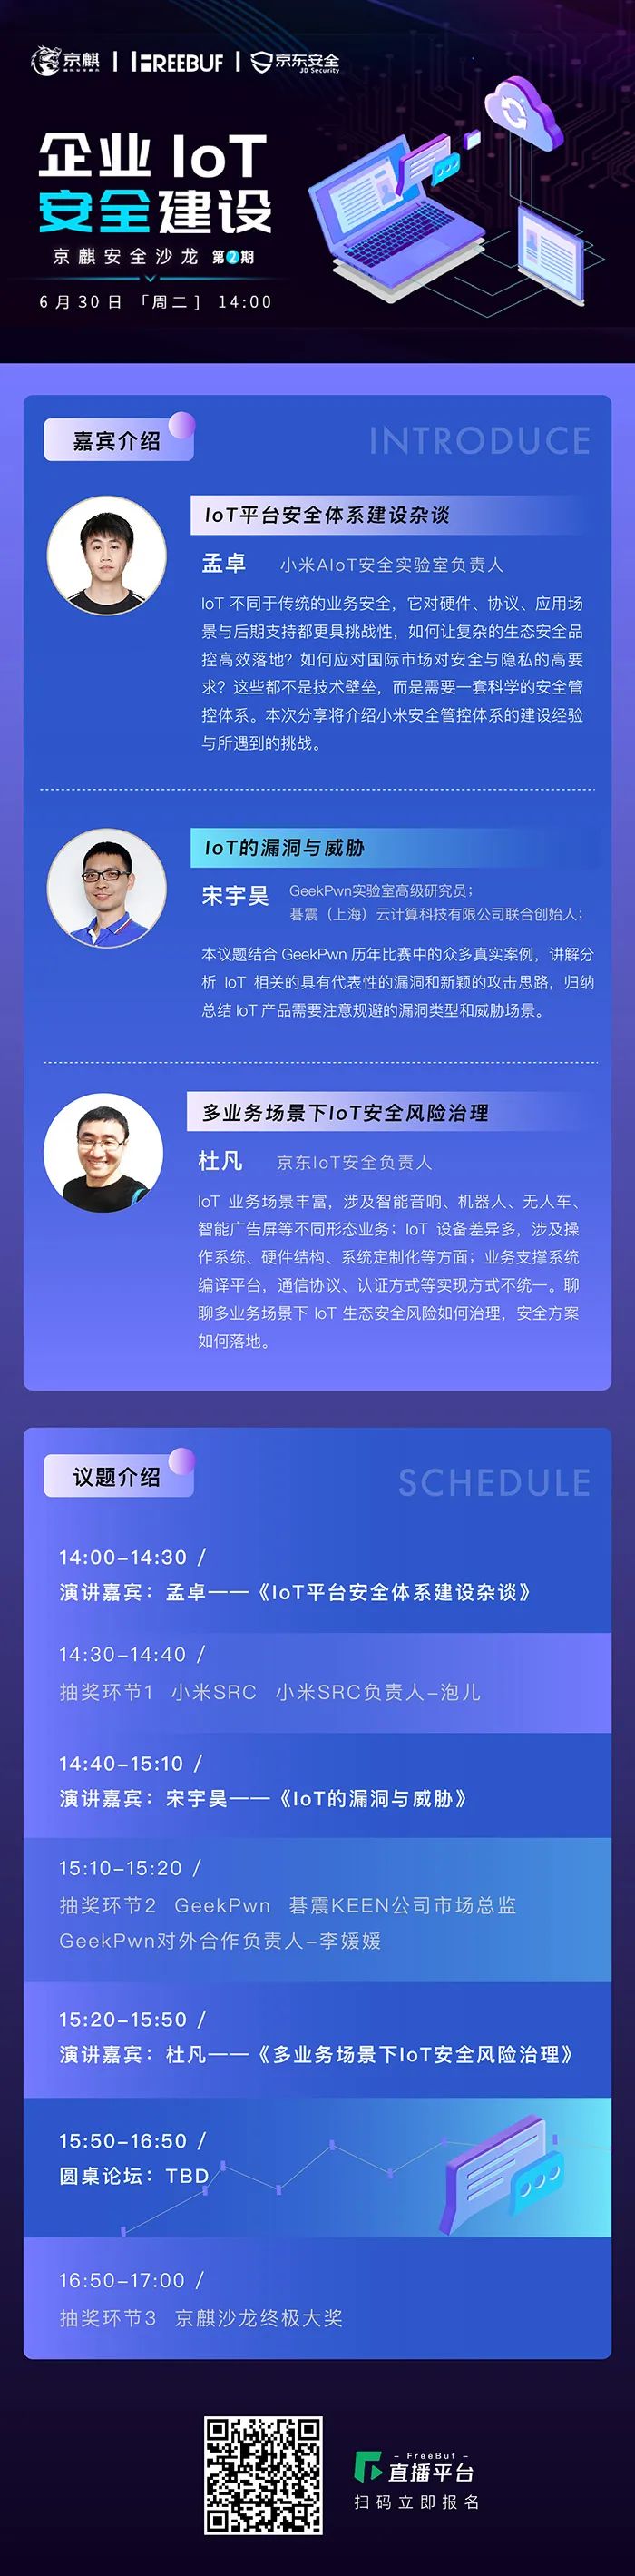 京麒 | FREEBUF | 京东安全
JD Security
企业 IoT
安全建设
京麒安全沙龙 第2期
6月30日「周二」14:00
嘉宾介绍
INTRODUCE
IoT平台安全体系建设杂谈
孟卓 小米AIoT安全实验室负责人
IoT 不同于传统的业务安全，它对硬件、协议、应用场
景与后期支持都更具挑战性，如何让复杂的生态安全品
控高效落地？如何应对国际市场对安全与隐私的高要
求？这些都不是技术壁垒，而是需要一套科学的安全管
控体系。本次分享将介绍小米安全管控体系的建设经验
与所遇到的挑战。
IoT的漏洞与威胁
宋宇昊 GeekPwn实验室高级研究员；
碁震（上海）云计算科技有限公司联合创始人；
本议题结合 GeekPwn 历年比赛中的众多真实案例，讲解分
析 IoT 相关的具有代表性的漏洞和新颖的攻击思路，归纳
总结 IoT 产品需要注意规避的漏洞类型和威胁场景。
多业务场景下IoT安全风险治理
杜凡 京东IoT安全负责人
IoT 业务场景丰富，涉及智能音响、机器人、无人车、
智能广告屏等不同形态业务；IoT 设备差异多，涉及操
作系统、硬件结构、系统定制化等方面；业务支撑系统
编译平台，通信协议、认证方式等实现方式不统一。聊
聊多业务场景下 IoT 生态安全风险如何治理，安全方案
如何落地。
议题介绍
SCHEDULE
14:00-14:30 /
演讲嘉宾：孟卓——《IoT平台安全体系建设杂谈》
14:30-14:40 /
抽奖环节1 小米SRC 小米SRC负责人-泡儿
14:40-15:10 /
演讲嘉宾：宋宇昊——《IoT的漏洞与威胁》
15:10-15:20 /
抽奖环节2 GeekPwn 碁震KEEN公司市场总监
GeekPwn对外合作负责人-李媛媛
15:20-15:50 /
演讲嘉宾：杜凡——《多业务场景下IoT安全风险治理》
15:50-16:50 /
圆桌论坛：TBD
16:50-17:00 /
抽奖环节3 京麒沙龙终极大奖
- FreeBuf -
直播平台
扫码立即报名